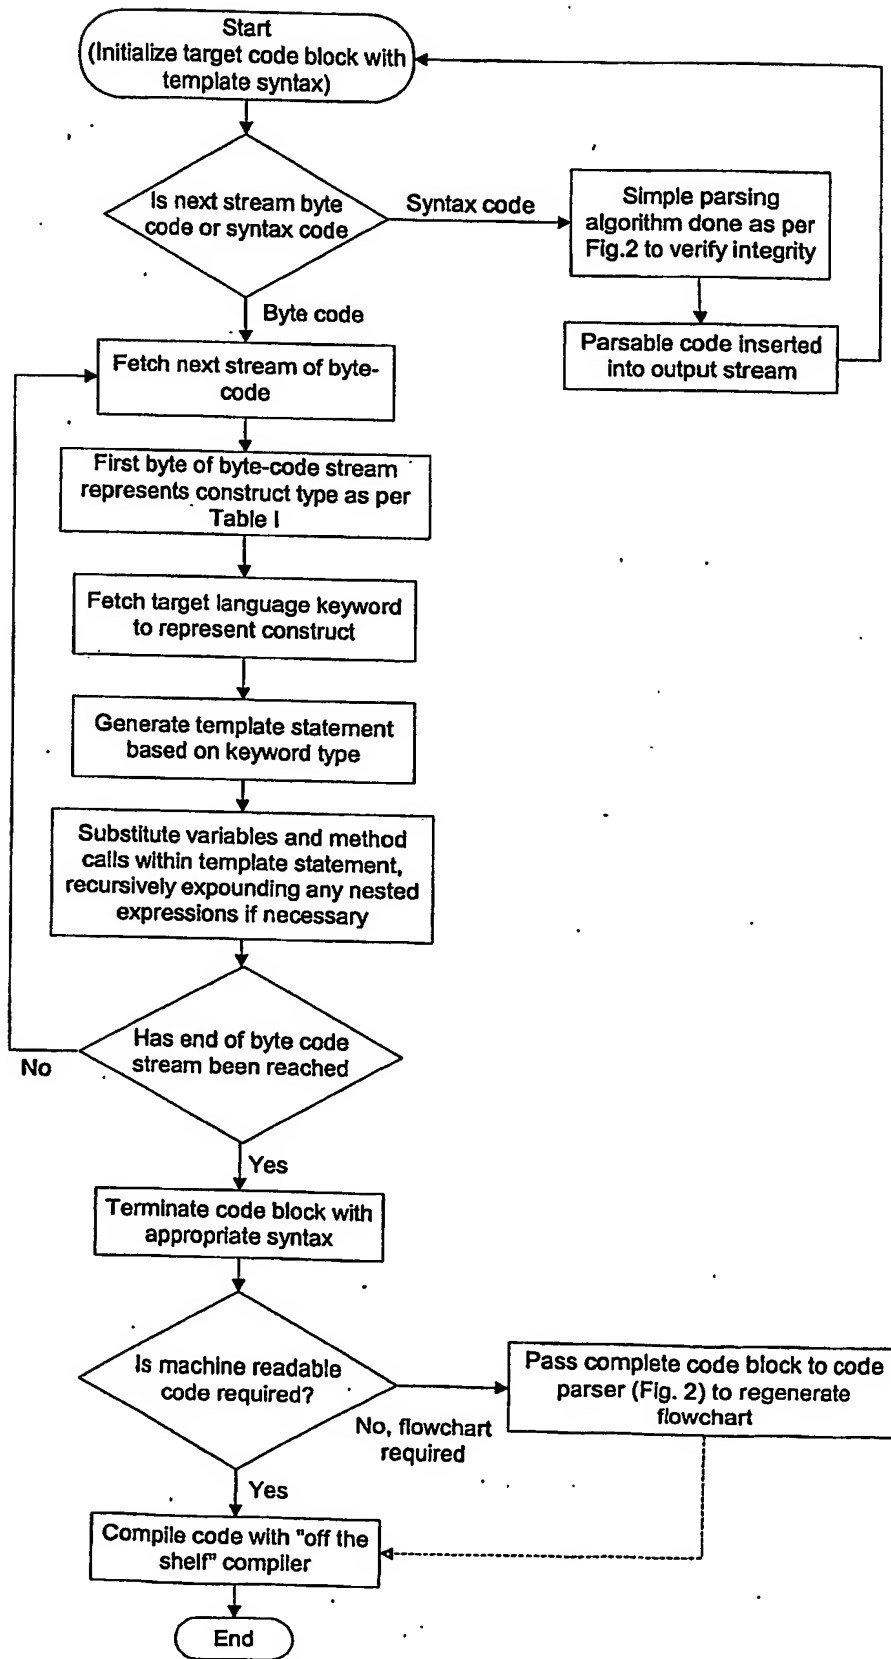 Start
(Initialize target code block with
template syntax)
Is next stream byte
code or syntax code
Syntax code
Simple parsing
algorithm done as per
Fig.2 to verify integrity
Byte code
Parsable code inserted
into output stream
Fetch next stream of byte-
code
First byte of byte-code stream
represents construct type as per
Table I
Fetch target language keyword
to represent construct
Generate template statement
based on keyword type
Substitute variables and method
calls within template statement,
recursively expounding any nested
expressions if necessary
Has end of byte code
stream been reached
No
Yes
Terminate code block with
appropriate syntax
Is machine readable
code required?
No, flowchart
required
Pass complete code block to code
parser (Fig. 2) to regenerate
flowchart
Yes
Compile code with "off the
shelf" compiler
End